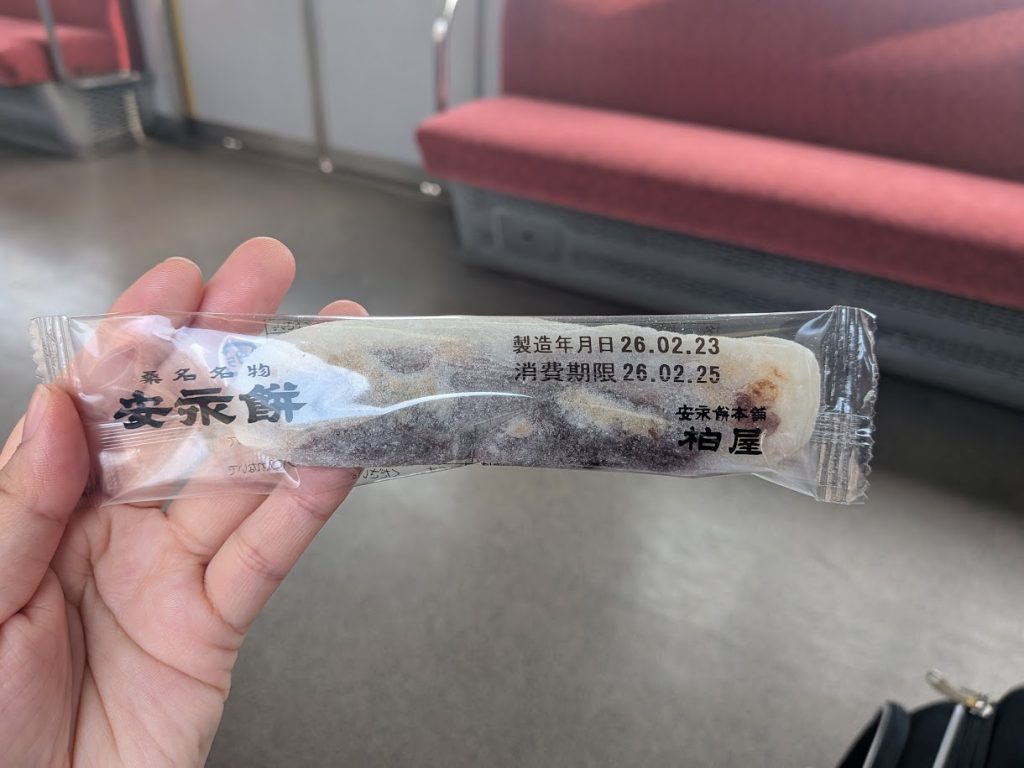 桑名名物
安永餅
製造年月日 26.02.23
消費期限 26.02.25
安永餅本舗
柏屋